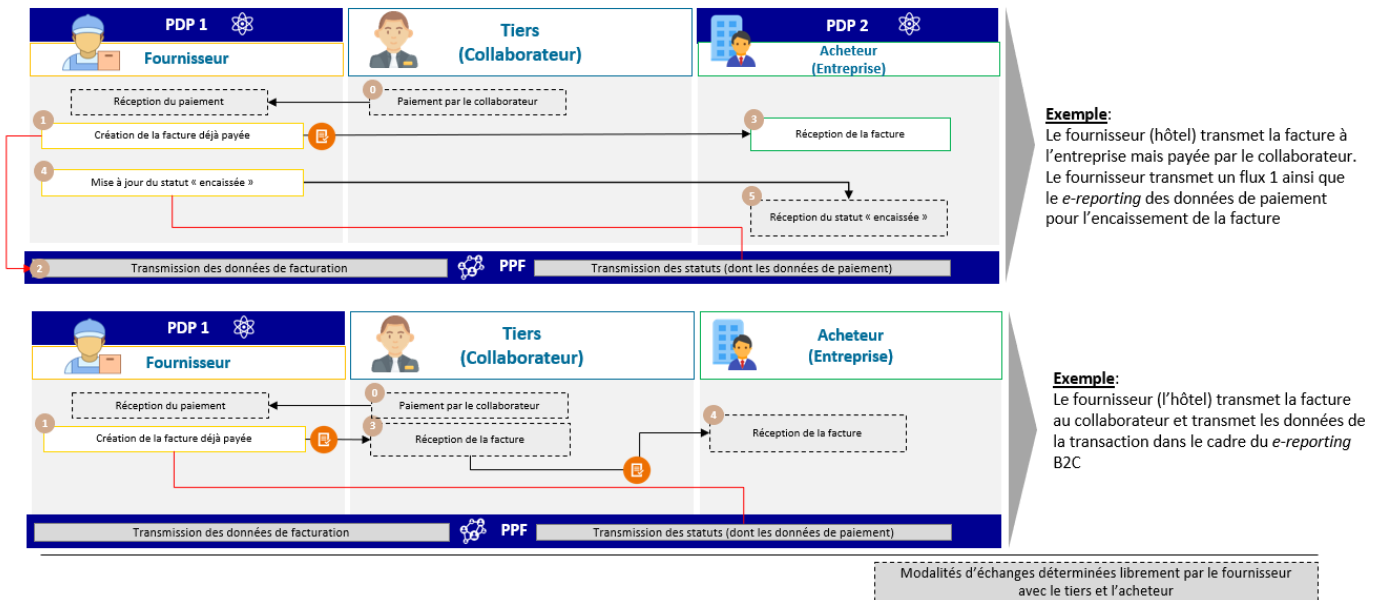 PDP 1
Fournisseur
Tiers
(Collaborateur)
PDP 2
Acheteur
(Entreprise)
0
Réception du paiement
Paiement par le collaborateur
1
Création de la facture déjà payée
3
Réception de la facture
4
Mise à jour du statut « encaissée »
5
Réception du statut « encaissée »
2
Transmission des données de facturation
PPF
Transmission des statuts (dont les données de paiement)
Exemple:
Le fournisseur (hôtel) transmet la facture à
l'entreprise mais payée par le collaborateur.
Le fournisseur transmet un flux 1 ainsi que
le e-reporting des données de paiement
pour l'encaissement de la facture
PDP 1
Fournisseur
Tiers
(Collaborateur)
Acheteur
(Entreprise)
0
Réception du paiement
Paiement par le collaborateur
1
Création de la facture déjà payée
3
Réception de la facture
4
Réception de la facture
Transmission des données de facturation
PPF
Transmission des statuts (dont les données de paiement)
Exemple:
Le fournisseur (l'hôtel) transmet la facture
au collaborateur et transmet les données de
la transaction dans le cadre du e-reporting
B2C
Modalités d'échanges déterminées librement par le fournisseur
avec le tiers et l'acheteur